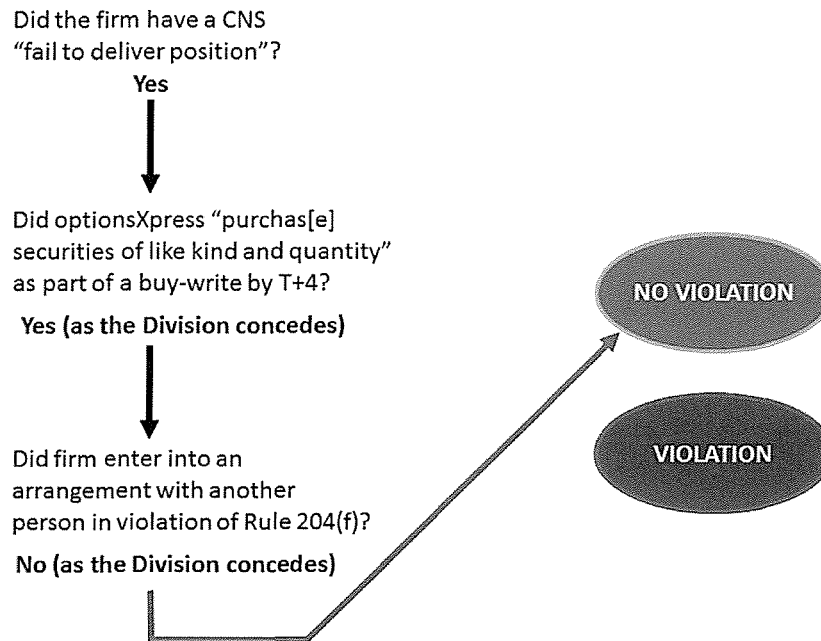 Did the firm have a CNS
“fail to deliver position”?
Yes
Did optionsXpress “purchas[e]
securities of like kind and quantity”
as part of a buy-write by T+4?
Yes (as the Division concedes)
Did firm enter into an
arrangement with another
person in violation of Rule 204(f)?
No (as the Division concedes)
NO VIOLATION
VIOLATION